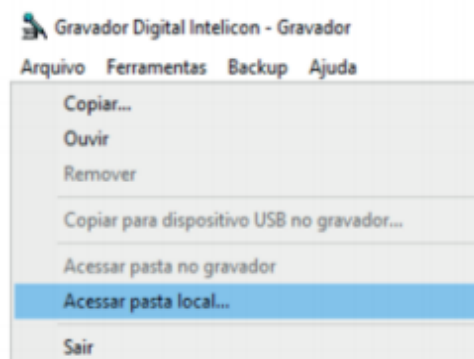 Gravador Digital Intelicon - Gravador
Arquivo Ferramentas Backup Ajuda
Copiar...
Ouvir
Remover
Copiar para dispositivo USB no gravador...
Acessar pasta no gravador
Acessar pasta local...
Sair